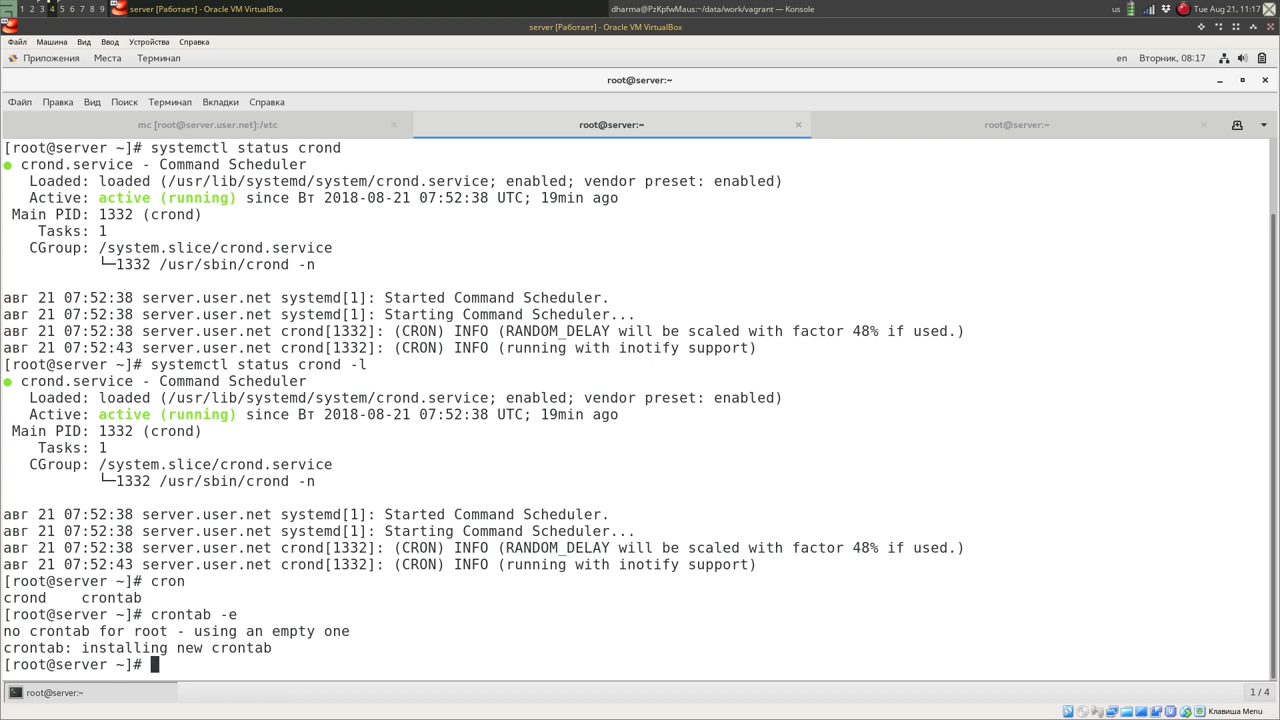 1 2 3 4 5 6 7 8 9 server [Работает] - Oracle VM VirtualBox dharma@PzKpfwMaus:~/data/work/vagrant — Konsole us Tue Aug 21, 11:17
server [Работает] - Oracle VM VirtualBox
Файл Машина Вид Ввод Устройства Справка
Приложения Места Терминал en Вторник, 08:17
root@server:~
Файл Правка Вид Поиск Терминал Вкладки Справка
mc [root@server.user.net]:/etc root@server:~ root@server:~
[root@server ~]# systemctl status crond
● crond.service - Command Scheduler
Loaded: loaded (/usr/lib/systemd/system/crond.service; enabled; vendor preset: enabled)
Active: active (running) since Вт 2018-08-21 07:52:38 UTC; 19min ago
Main PID: 1332 (crond)
Tasks: 1
CGroup: /system.slice/crond.service
└─1332 /usr/sbin/crond -n
авг 21 07:52:38 server.user.net systemd[1]: Started Command Scheduler.
авг 21 07:52:38 server.user.net systemd[1]: Starting Command Scheduler...
авг 21 07:52:38 server.user.net crond[1332]: (CRON) INFO (RANDOM_DELAY will be scaled with factor 48% if used.)
авг 21 07:52:43 server.user.net crond[1332]: (CRON) INFO (running with inotify support)
[root@server ~]# systemctl status crond -l
● crond.service - Command Scheduler
Loaded: loaded (/usr/lib/systemd/system/crond.service; enabled; vendor preset: enabled)
Active: active (running) since Вт 2018-08-21 07:52:38 UTC; 19min ago
Main PID: 1332 (crond)
Tasks: 1
CGroup: /system.slice/crond.service
└─1332 /usr/sbin/crond -n
авг 21 07:52:38 server.user.net systemd[1]: Started Command Scheduler.
авг 21 07:52:38 server.user.net systemd[1]: Starting Command Scheduler...
авг 21 07:52:38 server.user.net crond[1332]: (CRON) INFO (RANDOM_DELAY will be scaled with factor 48% if used.)
авг 21 07:52:43 server.user.net crond[1332]: (CRON) INFO (running with inotify support)
[root@server ~]# cron
crond crontab
[root@server ~]# crontab -e
no crontab for root - using an empty one
crontab: installing new crontab
[root@server ~]#
root@server:~ 1 / 4
Клавиша Menu